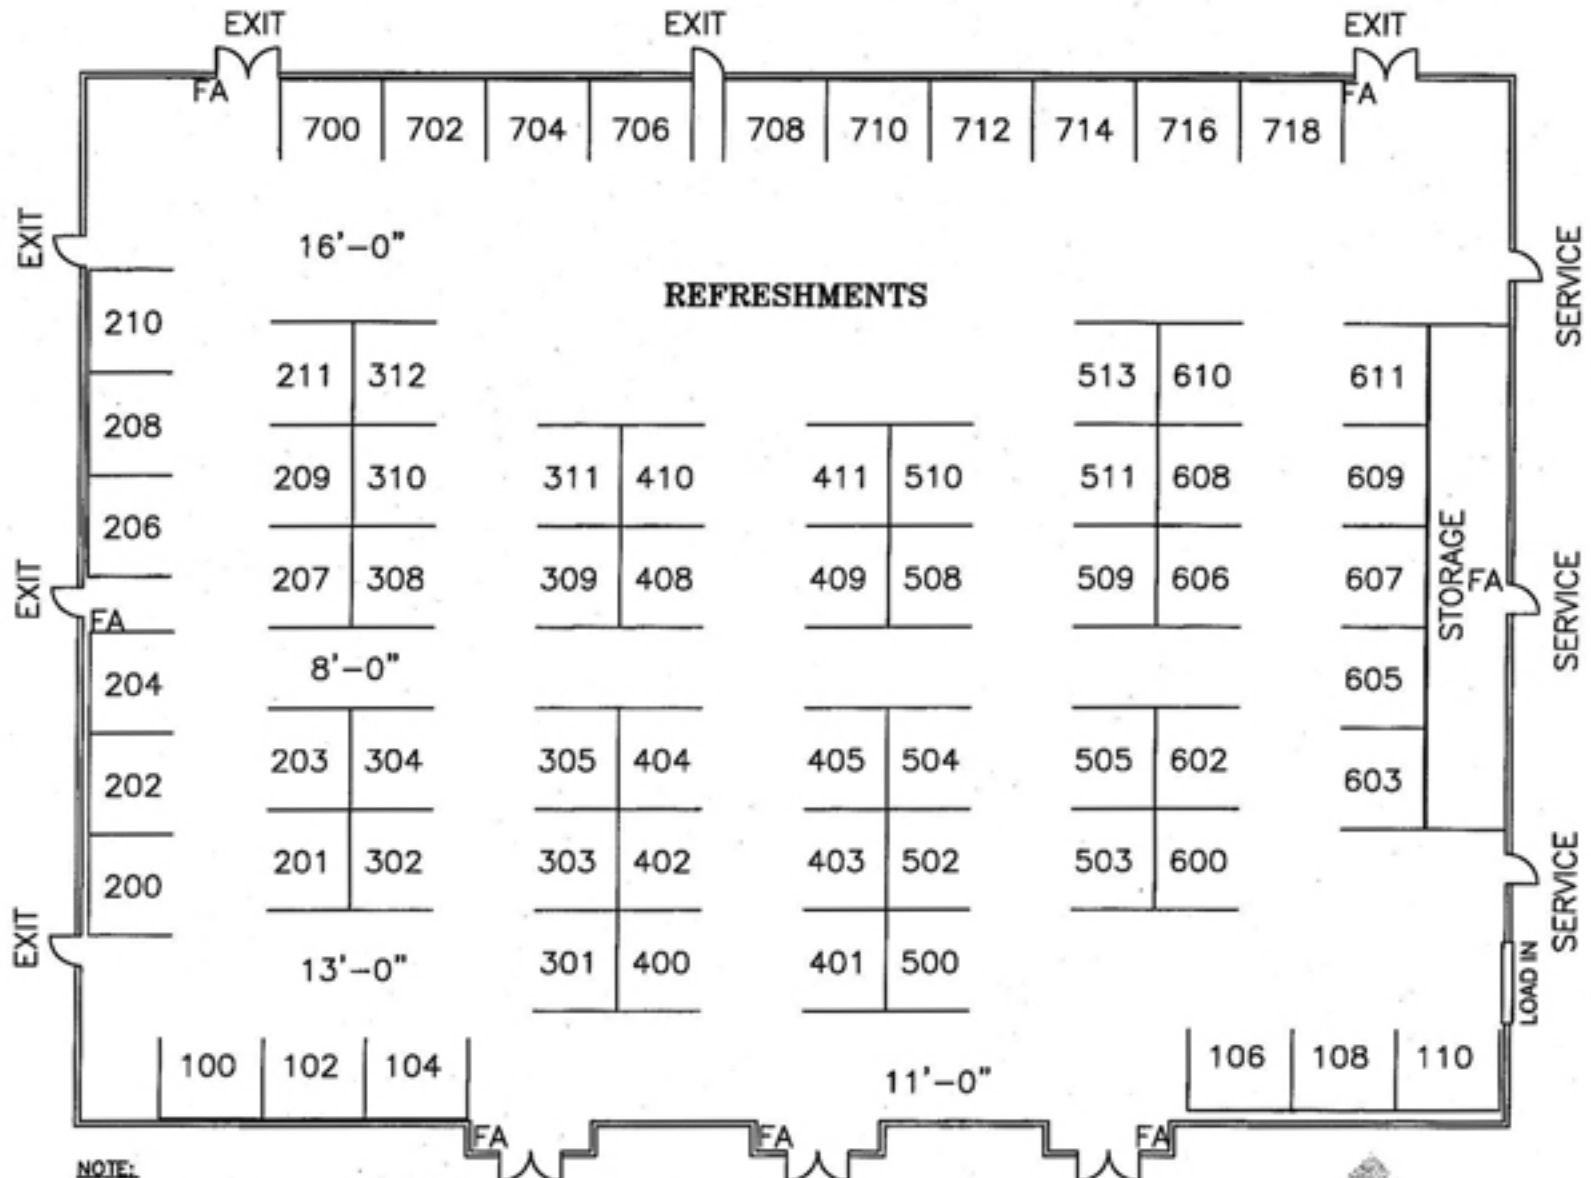 EXIT EXIT EXIT
FA FA
700 702 704 706 708 710 712 714 716 718
EXIT
16'-0"
SERVICE
REFRESHMENTS
210
211 312 513 610 611
208
209 310 311 410 411 510 511 608 609
206
207 308 309 408 409 508 509 606 607
STORAGE
EXIT
FA
FA
SERVICE
8'-0"
204 605
203 304 305 404 405 504 505 602 603
202
201 302 303 402 403 502 503 600
200
SERVICE
EXIT
13'-0"
301 400 401 500
LOAD IN
100 102 104 106 108 110
11'-0"
FA FA FA
NOTE: